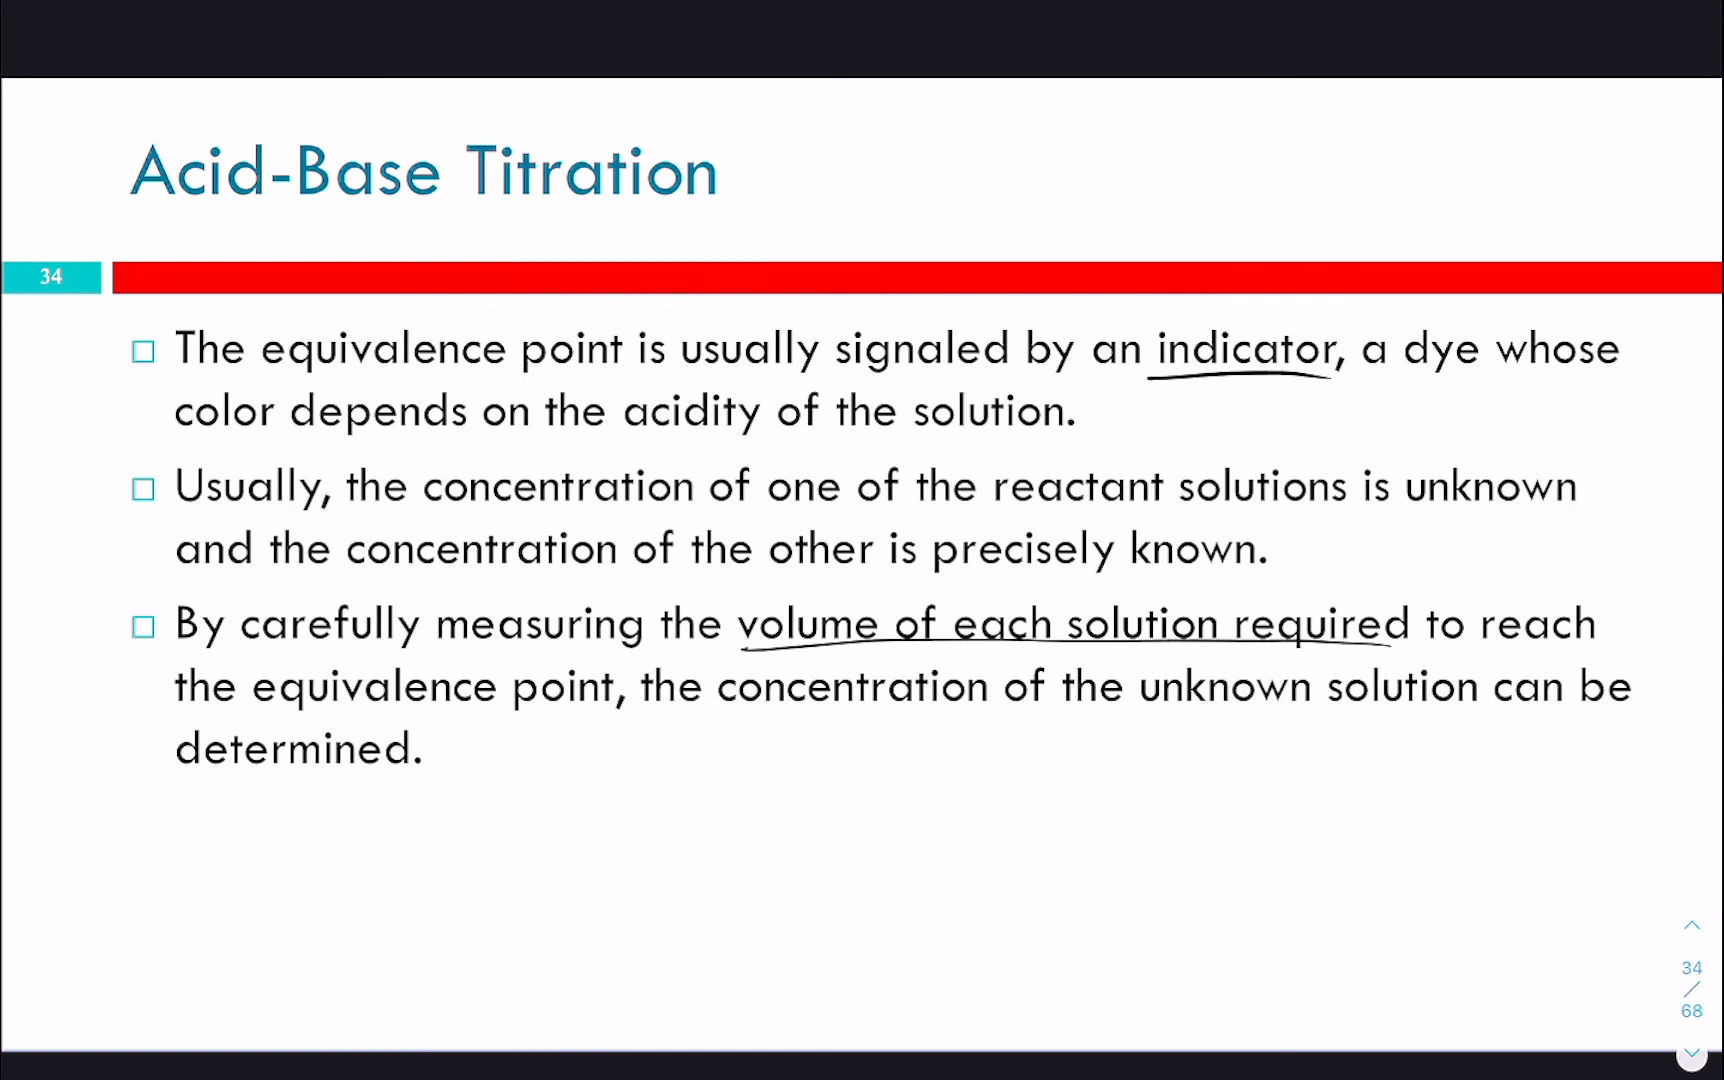 Acid-Base Titration
34
The equivalence point is usually signaled by an indicator, a dye whose
color depends on the acidity of the solution.
Usually, the concentration of one of the reactant solutions is unknown
and the concentration of the other is precisely known.
By carefully measuring the volume of each solution required to reach
the equivalence point, the concentration of the unknown solution can be
determined.
34
/
68